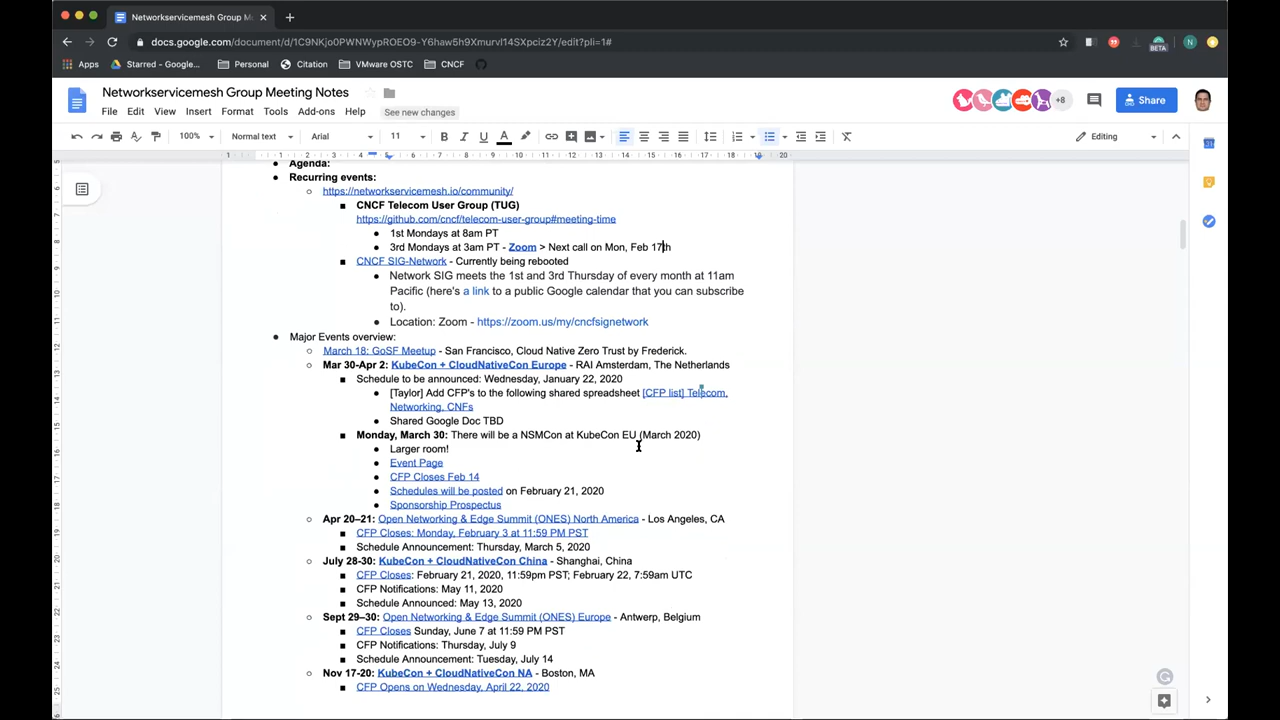 Networkservicemesh Group M
docs.google.com/document/d/1C9NKjo0PWNWypROEO9-Y6haw5h9Xmurvl14SXpciz2Y/edit?pli=1#
BETA
N
Apps
Starred - Google...
Personal
Citation
VMware OSTC
CNCF
Networkservicemesh Group Meeting Notes
File Edit View Insert Format Tools Add-ons Help
See new changes
+8
Share
100%
Normal text
Arial
11
Editing
Agenda:
Recurring events:
https://networkservicemesh.io/community/
CNCF Telecom User Group (TUG)
https://github.com/cncf/telecom-user-group#meeting-time
1st Mondays at 8am PT
3rd Mondays at 3am PT - Zoom > Next call on Mon, Feb 17th
CNCF SIG-Network - Currently being rebooted
Network SIG meets the 1st and 3rd Thursday of every month at 11am
Pacific (here's a link to a public Google calendar that you can subscribe
to).
Location: Zoom - https://zoom.us/my/cncfsignetwork
Major Events overview:
March 18: GoSF Meetup - San Francisco, Cloud Native Zero Trust by Frederick.
Mar 30-Apr 2: KubeCon + CloudNativeCon Europe - RAI Amsterdam, The Netherlands
Schedule to be announced: Wednesday, January 22, 2020
[Taylor] Add CFP's to the following shared spreadsheet [CFP list] Telecom,
Networking, CNFs
Shared Google Doc TBD
Monday, March 30: There will be a NSMCon at KubeCon EU (March 2020)
Larger room!
Event Page
CFP Closes Feb 14
Schedules will be posted on February 21, 2020
Sponsorship Prospectus
Apr 20–21: Open Networking & Edge Summit (ONES) North America - Los Angeles, CA
CFP Closes: Monday, February 3 at 11:59 PM PST
Schedule Announcement: Thursday, March 5, 2020
July 28-30: KubeCon + CloudNativeCon China - Shanghai, China
CFP Closes: February 21, 2020, 11:59pm PST; February 22, 7:59am UTC
CFP Notifications: May 11, 2020
Schedule Announced: May 13, 2020
Sept 29–30: Open Networking & Edge Summit (ONES) Europe - Antwerp, Belgium
CFP Closes Sunday, June 7 at 11:59 PM PST
CFP Notifications: Thursday, July 9
Schedule Announcement: Tuesday, July 14
Nov 17-20: KubeCon + CloudNativeCon NA - Boston, MA
CFP Opens on Wednesday, April 22, 2020